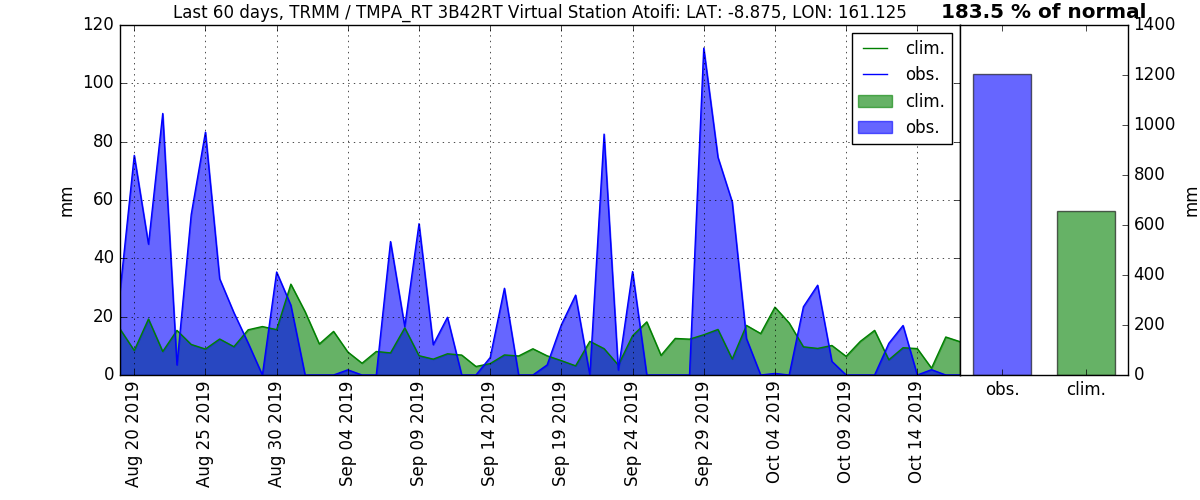 Last 60 days, TRMM / TMPA_RT 3B42RT Virtual Station Atoifi: LAT: -8.875, LON: 161.125
183.5 % of normal
120
100
80
60
40
20
0
mm
clim.
obs.
clim.
obs.
1400
1200
1000
800
600
400
200
0
mm
Aug 20 2019
Aug 25 2019
Aug 30 2019
Sep 04 2019
Sep 09 2019
Sep 14 2019
Sep 19 2019
Sep 24 2019
Sep 29 2019
Oct 04 2019
Oct 09 2019
Oct 14 2019
obs.
clim.